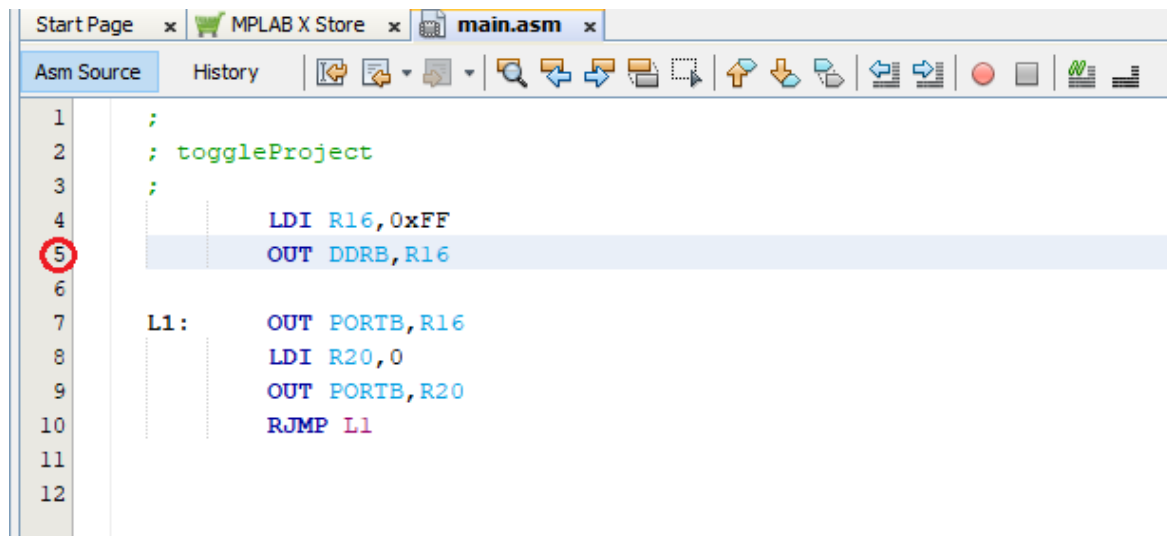 Start Page x MPLAB X Store x main.asm x
Asm Source History
1 ;
2 ; toggleProject
3 ;
4 LDI R16,0xFF
5 OUT DDRB,R16
6
7 L1: OUT PORTB,R16
8 LDI R20,0
9 OUT PORTB,R20
10 RJMP L1
11
12